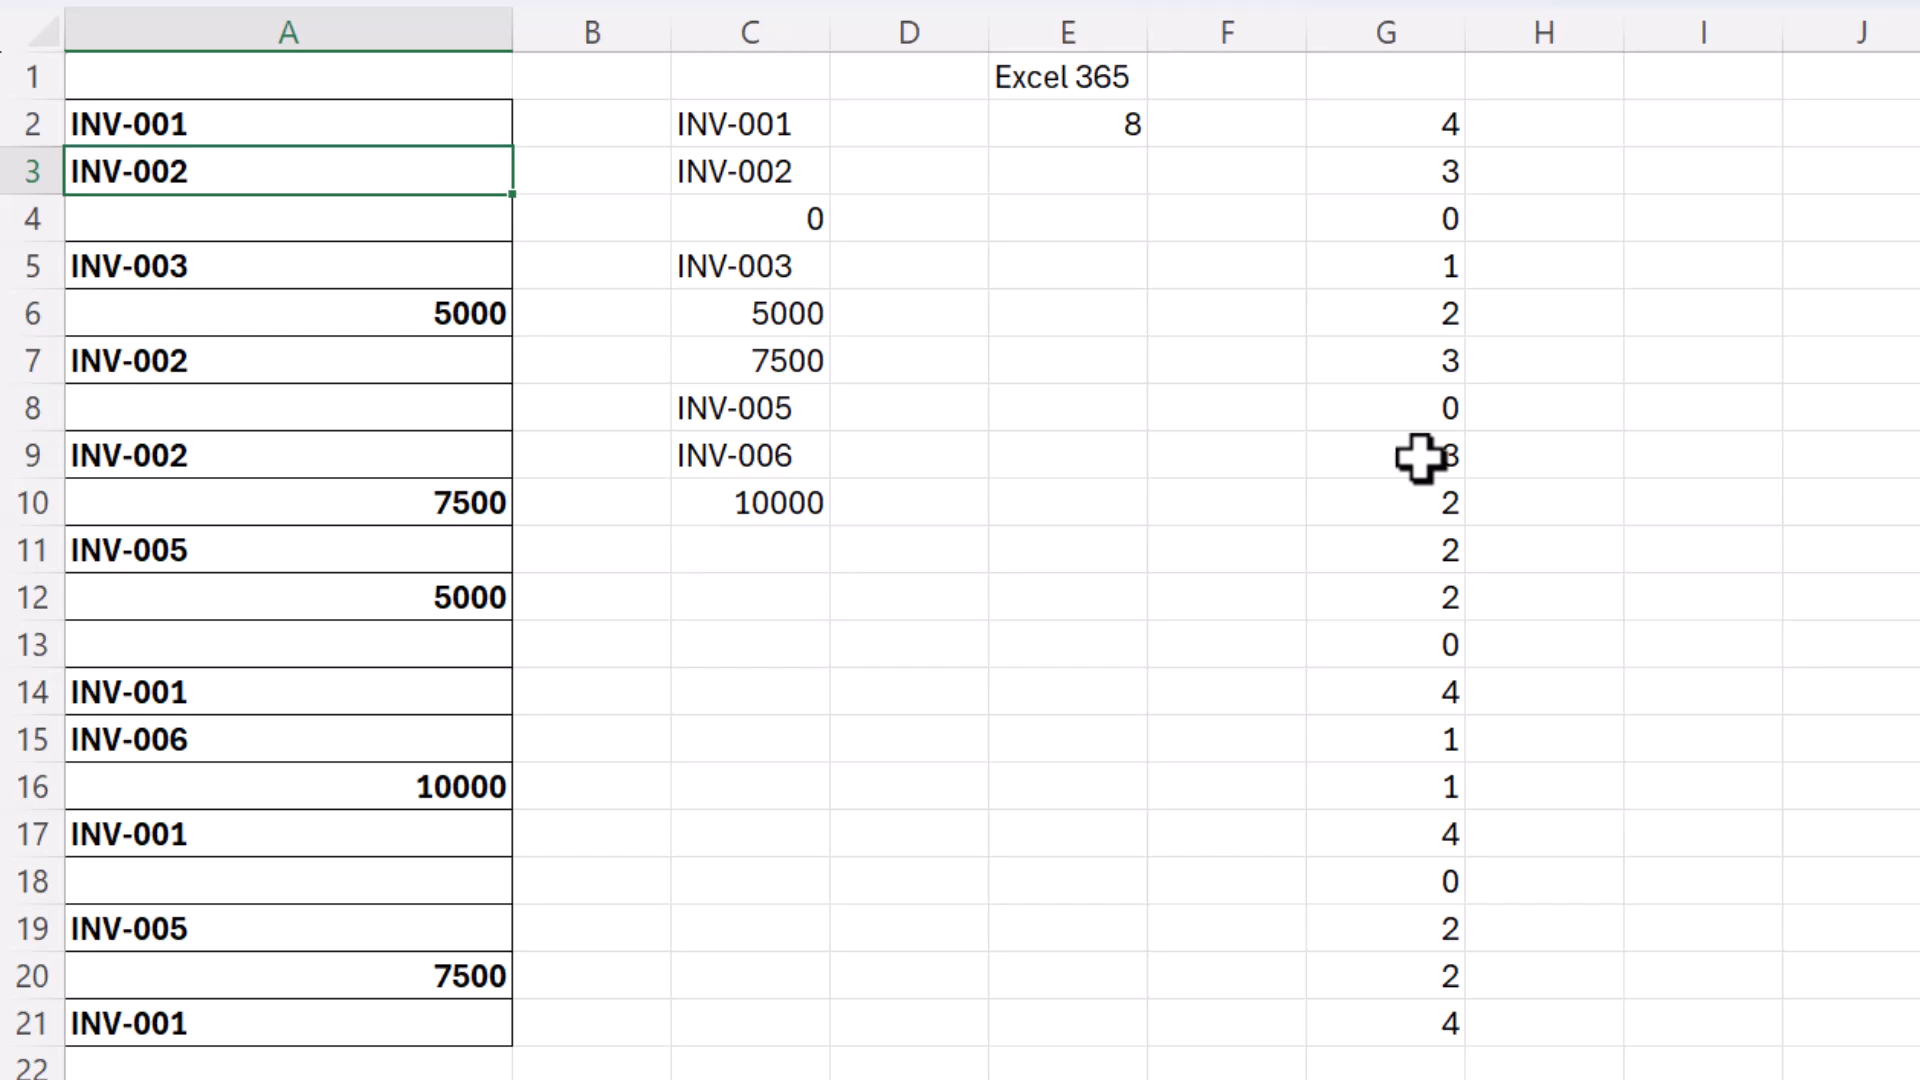 A B C D E F G H I J
1 Excel 365
2 INV-001 INV-001 8 4
3 INV-002 INV-002 3
4 0 0
5 INV-003 INV-003 1
6 5000 5000 2
7 INV-002 7500 3
8 INV-005 0
9 INV-002 INV-006 3
10 7500 10000 2
11 INV-005 2
12 5000 2
13 0
14 INV-001 4
15 INV-006 1
16 10000 1
17 INV-001 4
18 0
19 INV-005 2
20 7500 2
21 INV-001 4
22